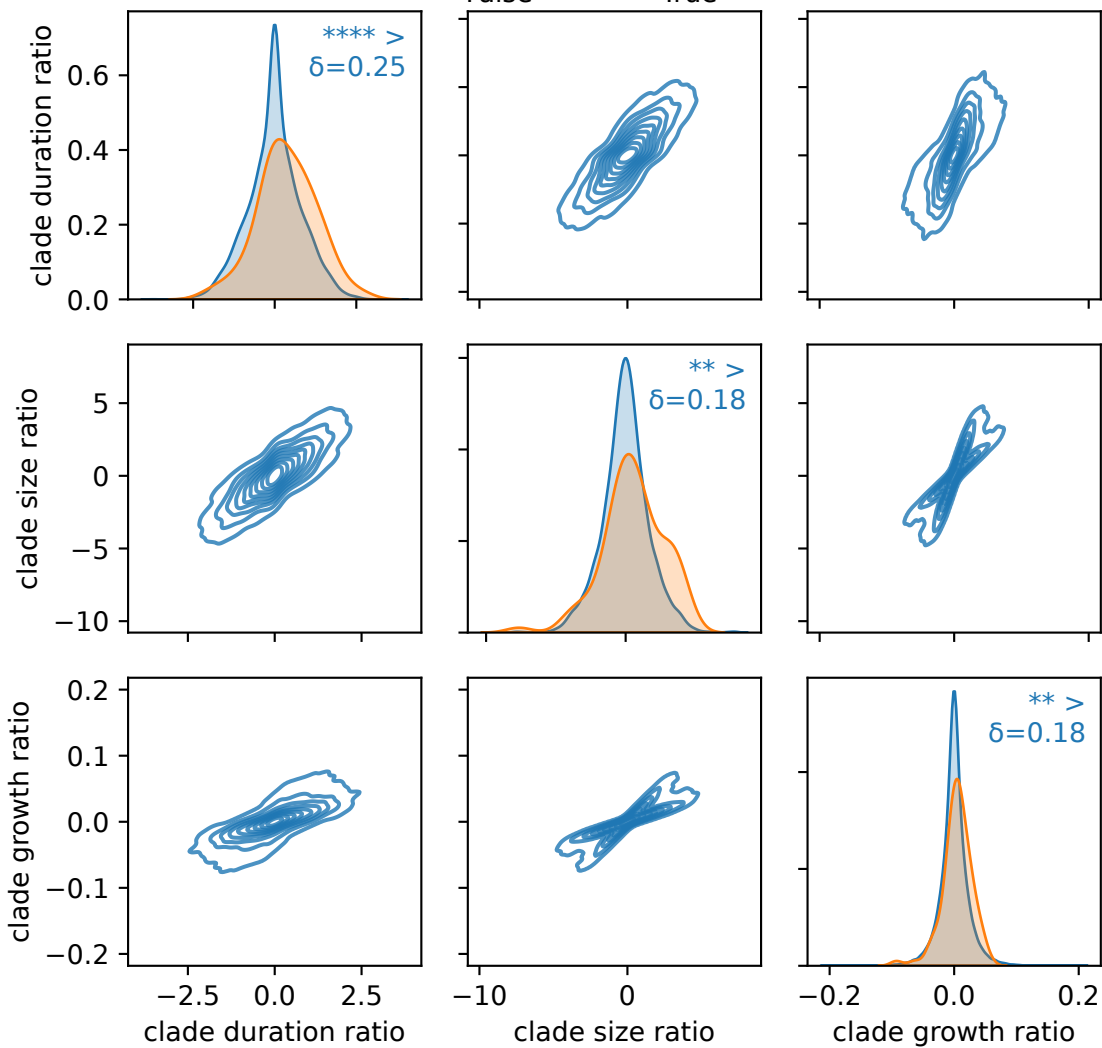 False True
clade duration ratio
0.6
0.4
0.2
0.0
**** >
δ=0.25
clade size ratio
5
0
−5
−10
** >
δ=0.18
clade growth ratio
0.2
0.1
0.0
−0.1
−0.2
** >
δ=0.18
−2.5 0.0 2.5
−10 0
−0.2 0.0 0.2
clade duration ratio
clade size ratio
clade growth ratio